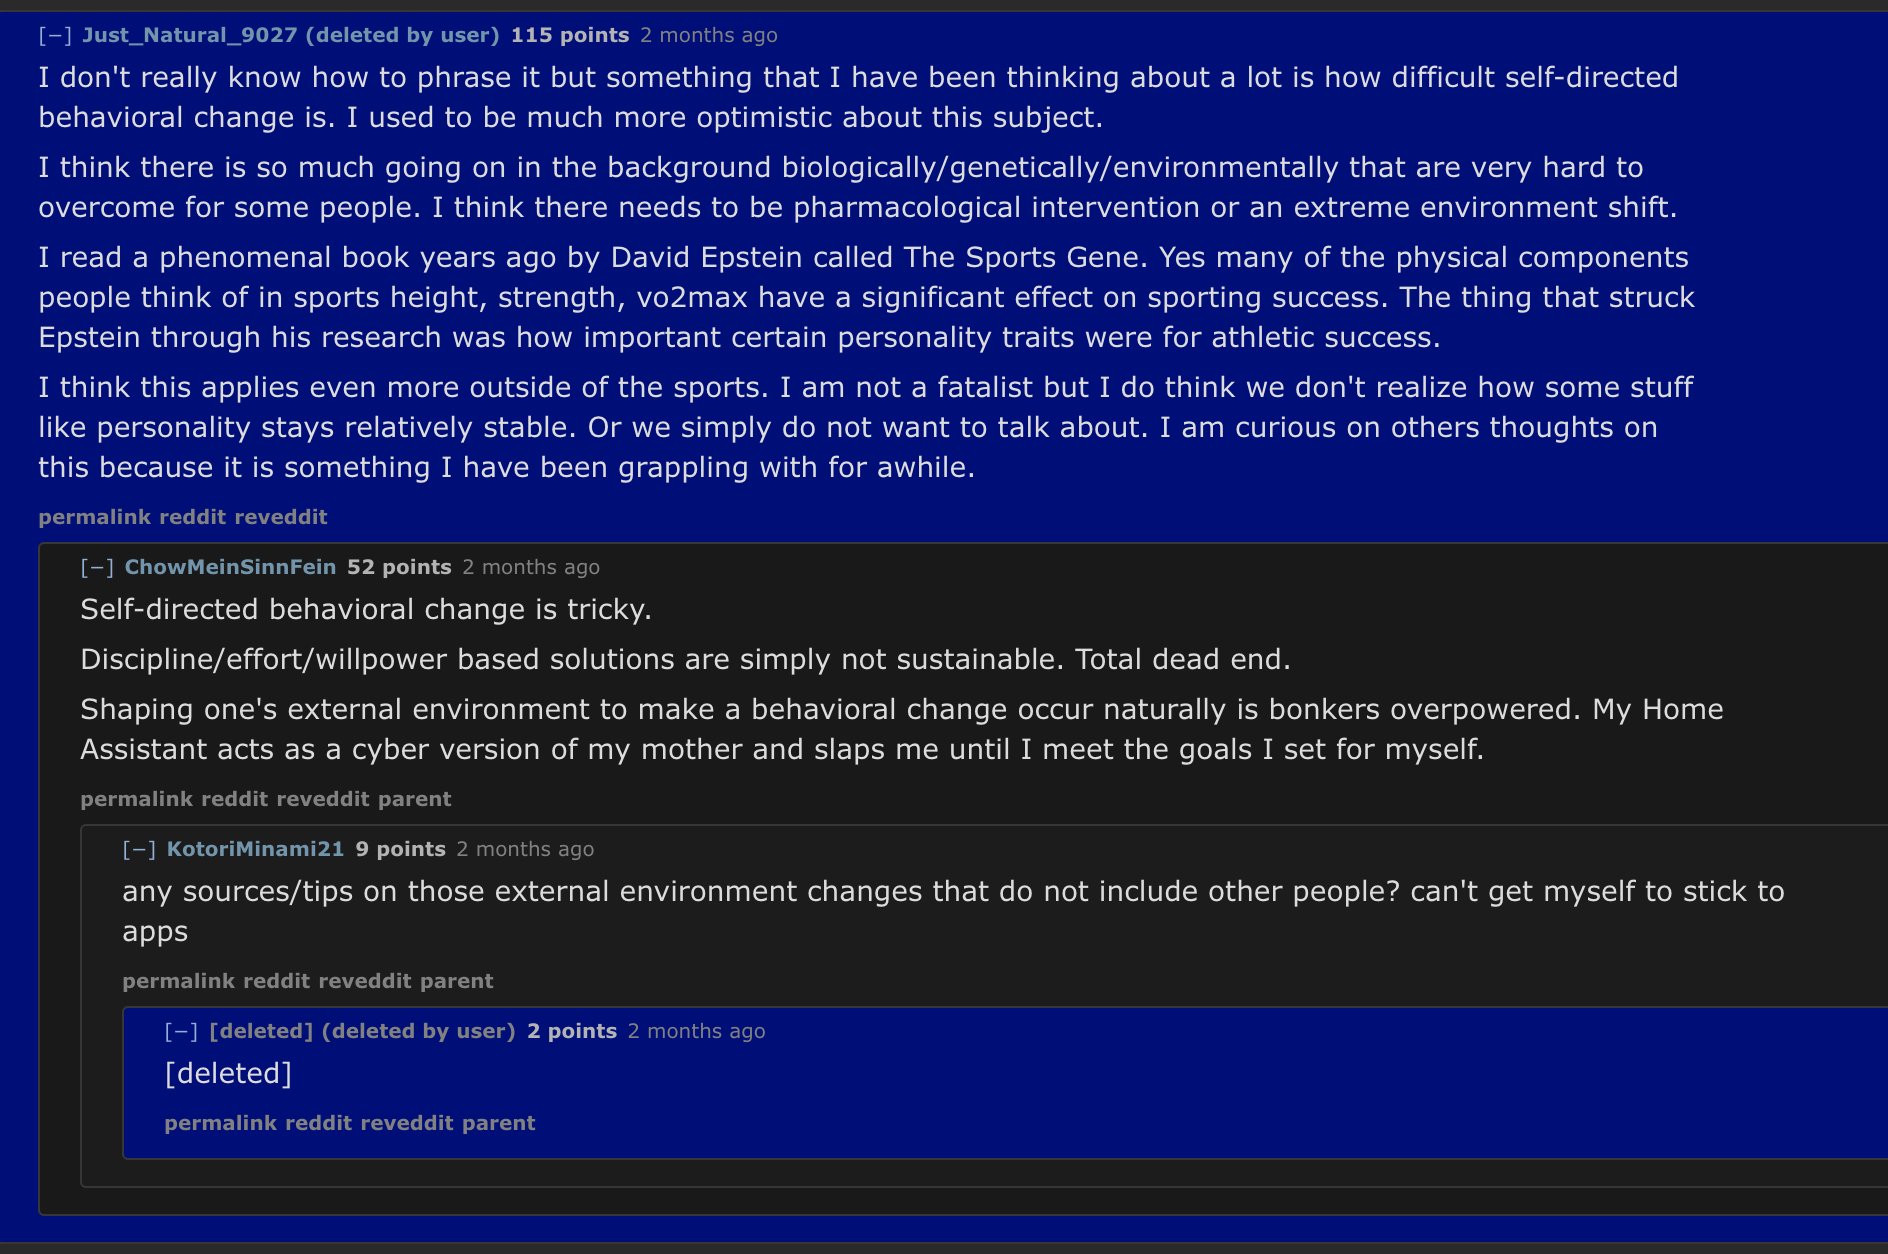 [−] Just_Natural_9027 (deleted by user) 115 points 2 months ago
I don't really know how to phrase it but something that I have been thinking about a lot is how difficult self-directed
behavioral change is. I used to be much more optimistic about this subject.
I think there is so much going on in the background biologically/genetically/environmentally that are very hard to
overcome for some people. I think there needs to be pharmacological intervention or an extreme environment shift.
I read a phenomenal book years ago by David Epstein called The Sports Gene. Yes many of the physical components
people think of in sports height, strength, vo2max have a significant effect on sporting success. The thing that struck
Epstein through his research was how important certain personality traits were for athletic success.
I think this applies even more outside of the sports. I am not a fatalist but I do think we don't realize how some stuff
like personality stays relatively stable. Or we simply do not want to talk about. I am curious on others thoughts on
this because it is something I have been grappling with for awhile.
permalink reddit reveddit
[−] ChowMeinSinnFein 52 points 2 months ago
Self-directed behavioral change is tricky.
Discipline/effort/willpower based solutions are simply not sustainable. Total dead end.
Shaping one's external environment to make a behavioral change occur naturally is bonkers overpowered. My Home
Assistant acts as a cyber version of my mother and slaps me until I meet the goals I set for myself.
permalink reddit reveddit parent
[−] KotoriMinami21 9 points 2 months ago
any sources/tips on those external environment changes that do not include other people? can't get myself to stick to
apps
permalink reddit reveddit parent
[−] [deleted] (deleted by user) 2 points 2 months ago
[deleted]
permalink reddit reveddit parent